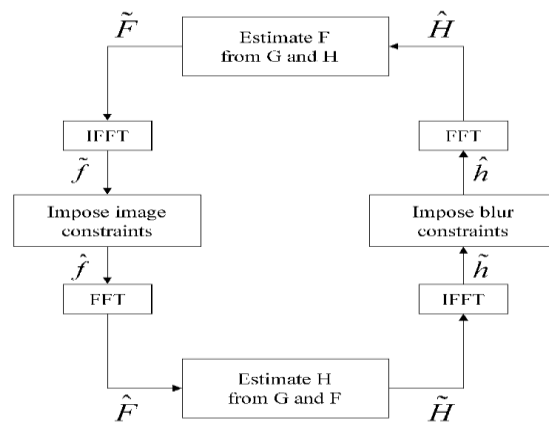 F̃
Estimate F
from G and H
Ĥ
IFFT
FFT
f̃
ĥ
Impose image
constraints
Impose blur
constraints
f̂
h̃
FFT
IFFT
Estimate H
from G and F
F̂
H̃